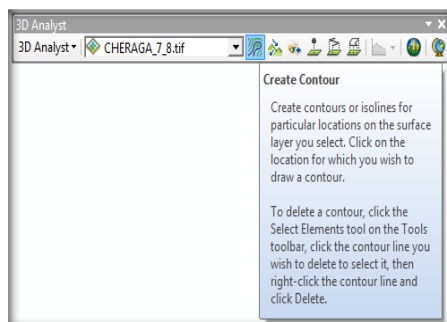 3D Analyst
3D Analyst CHERAGA_7_8.tif
Create Contour
Create contours or isolines for
particular locations on the surface
layer you select. Click on the
location for which you wish to
draw a contour.
To delete a contour, click the
Select Elements tool on the Tools
toolbar, click the contour line you
wish to delete to select it, then
right-click the contour line and
click Delete.